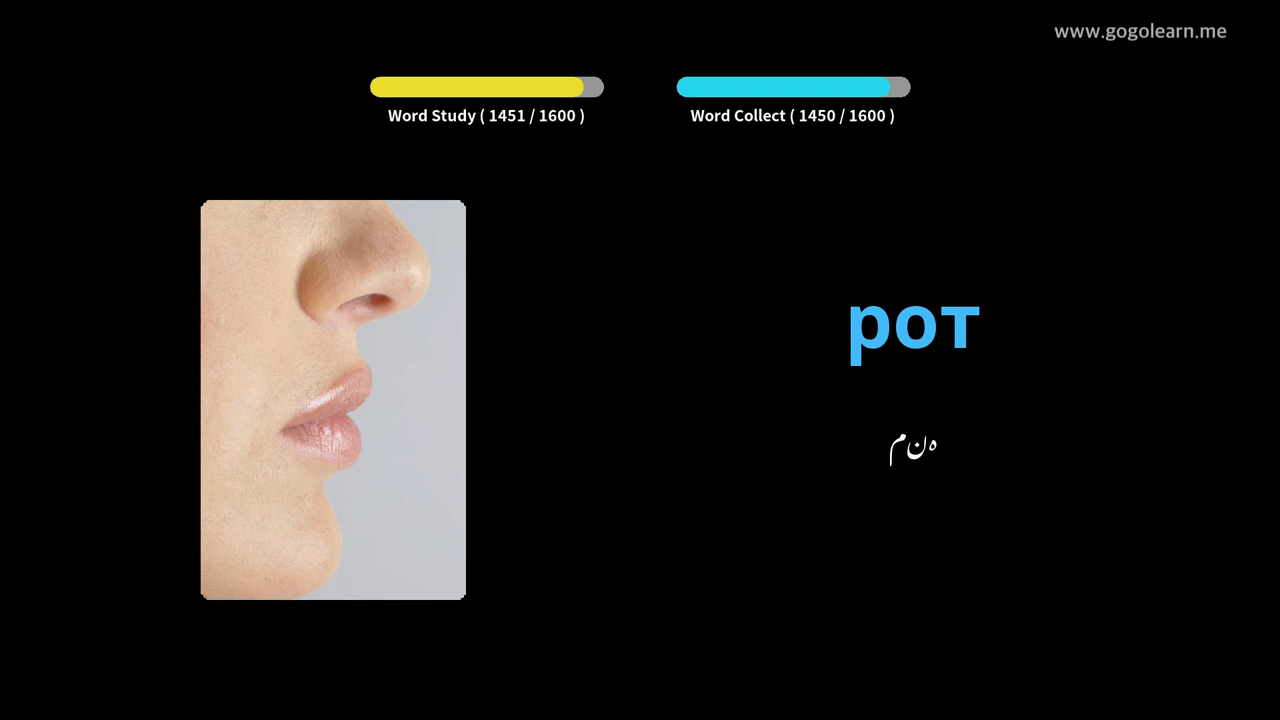 www.gogolearn.me
Word Study ( 1451 / 1600 )
Word Collect ( 1450 / 1600 )
рот
منہ